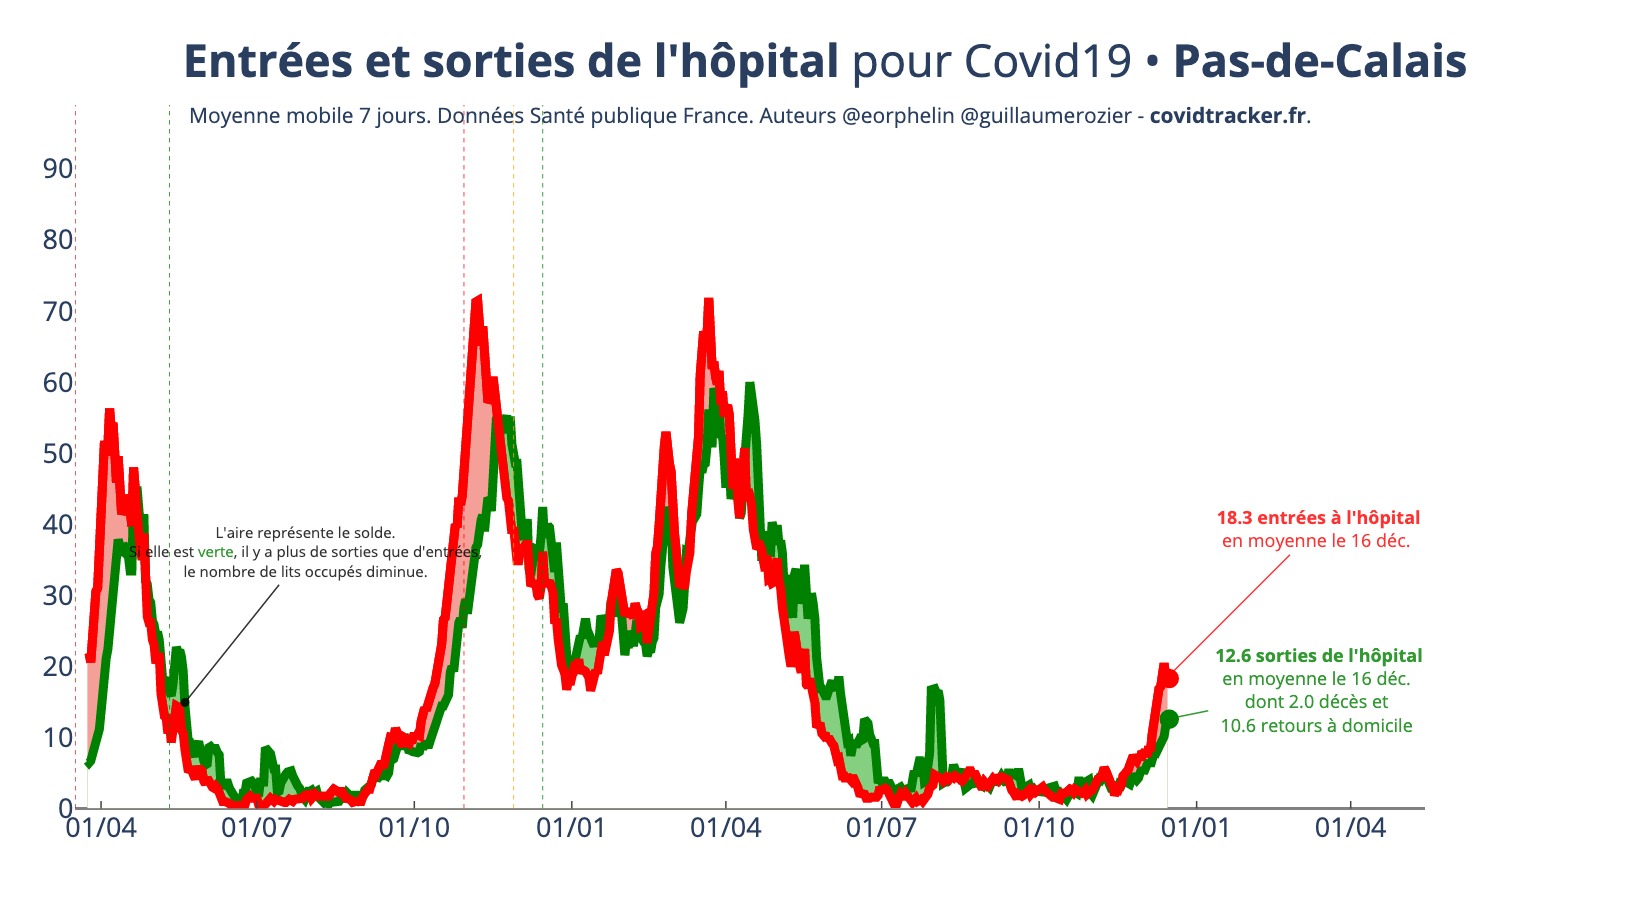 Entrées et sorties de l'hôpital pour Covid19 • Pas-de-Calais
Moyenne mobile 7 jours. Données Santé publique France. Auteurs @eorphelin @guillaumerozier - covidtracker.fr.
90
80
70
60
50
40
30
20
10
0
L'aire représente le solde.
Si elle est verte, il y a plus de sorties que d'entrées,
le nombre de lits occupés diminue.
18.3 entrées à l'hôpital
en moyenne le 16 déc.
12.6 sorties de l'hôpital
en moyenne le 16 déc.
dont 2.0 décès et
10.6 retours à domicile
01/04 01/07 01/10 01/01 01/04 01/07 01/10 01/01 01/04